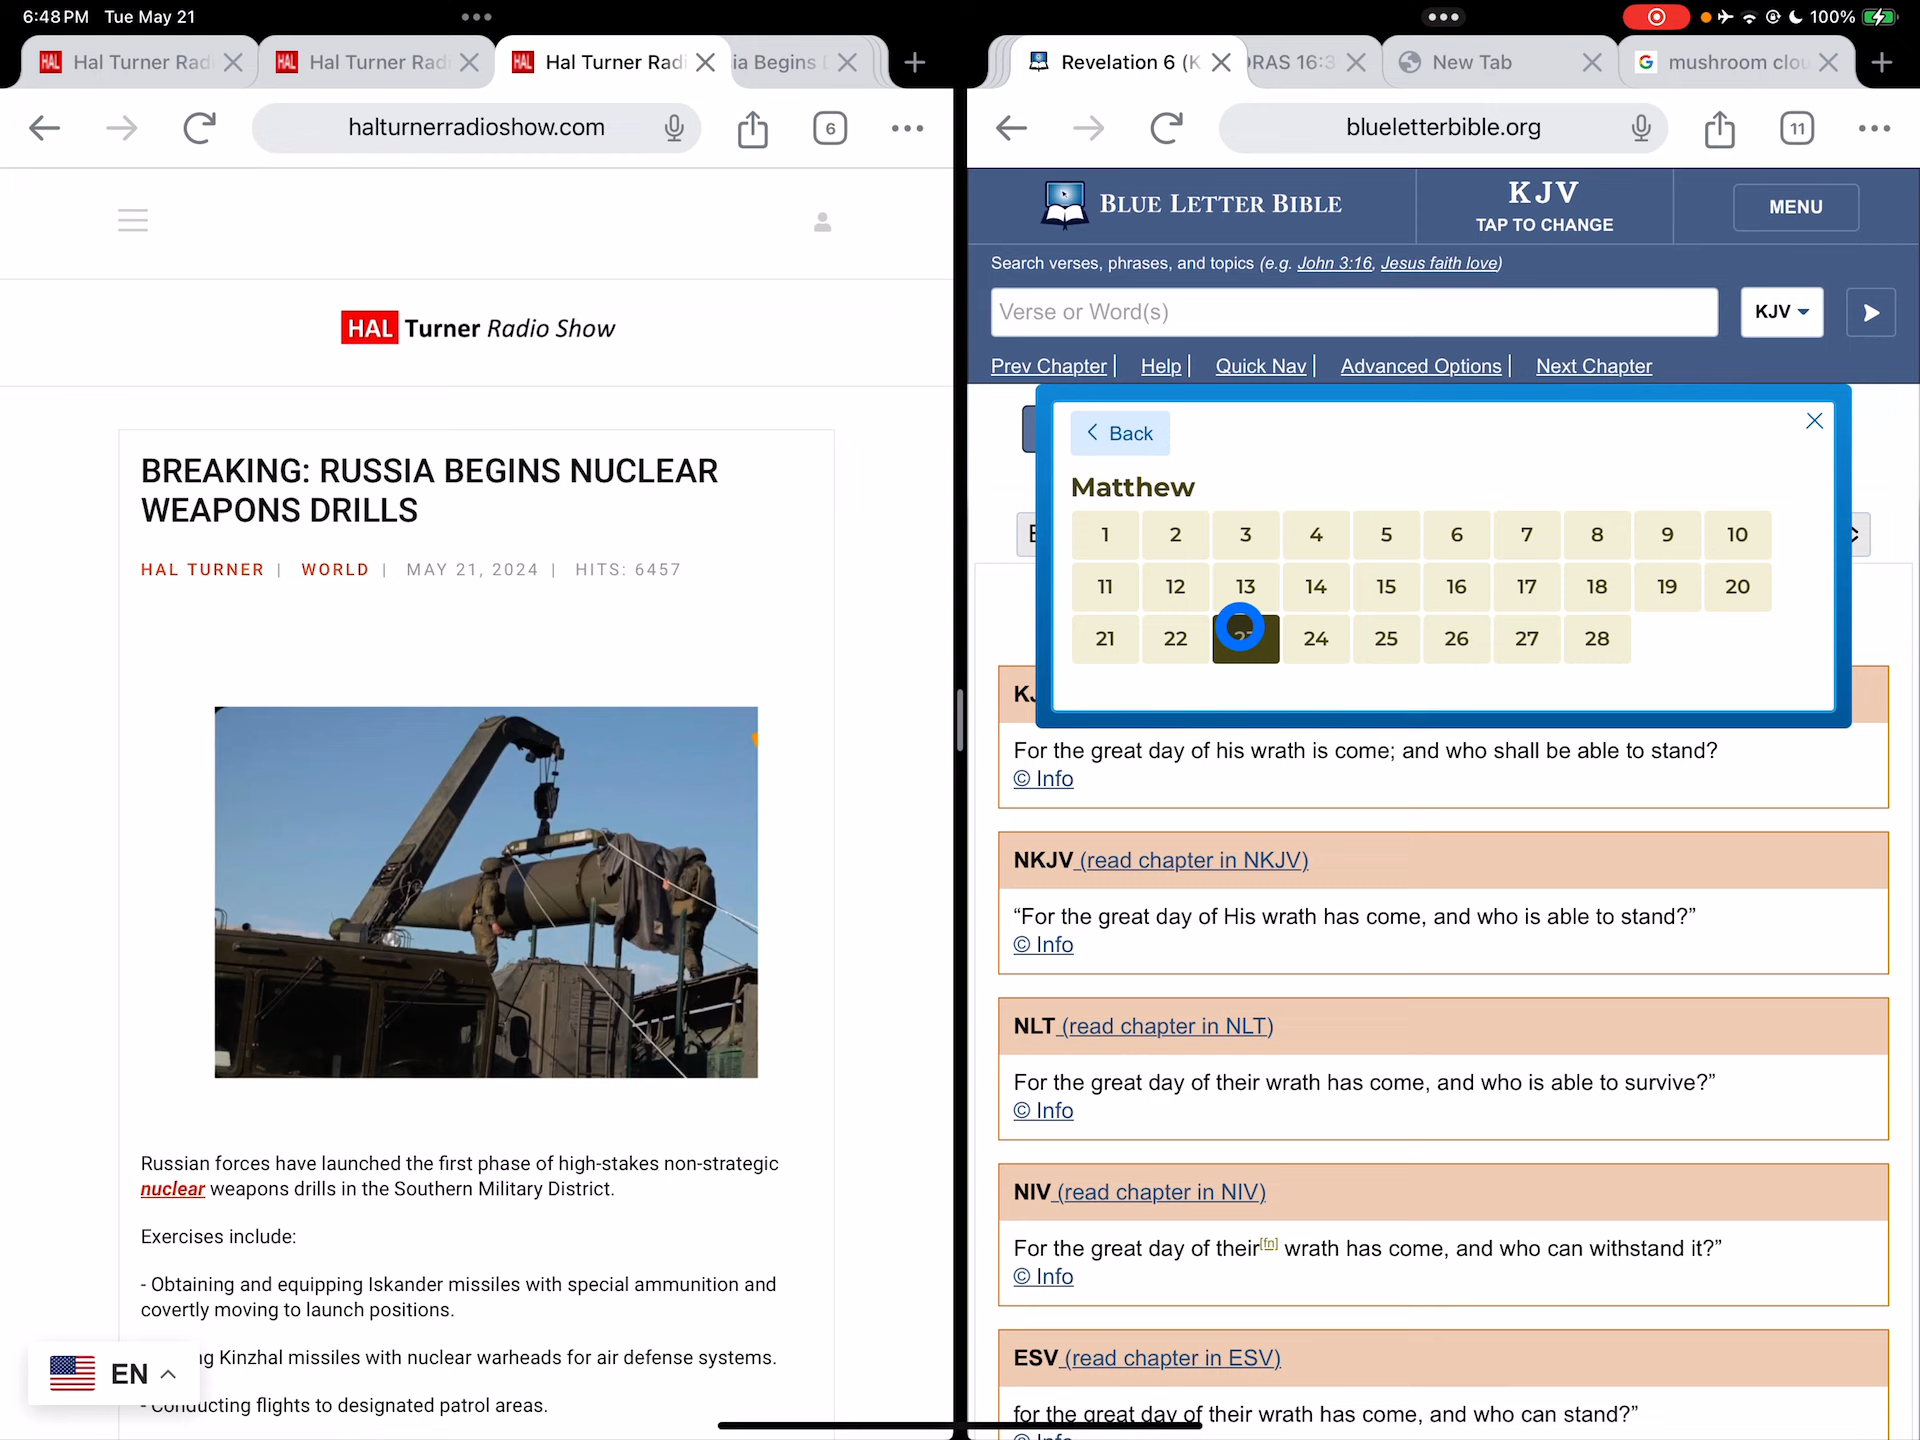 6:48 PM Tue May 21
100%
HAL Hal Turner Rad
HAL Hal Turner Rad
HAL Hal Turner Radi
ia Begins
Revelation 6 (K
RAS 16:3
New Tab
mushroom clou
halturnerradioshow.com
6
blueletterbible.org
11
HAL Turner Radio Show
BREAKING: RUSSIA BEGINS NUCLEAR
WEAPONS DRILLS
HAL TURNER | WORLD | MAY 21, 2024 | HITS: 6457
Russian forces have launched the first phase of high-stakes non-strategic
nuclear weapons drills in the Southern Military District.
Exercises include:
- Obtaining and equipping Iskander missiles with special ammunition and
covertly moving to launch positions.
ng Kinzhal missiles with nuclear warheads for air defense systems.
- Conducting flights to designated patrol areas.
EN
BLUE LETTER BIBLE
KJV
TAP TO CHANGE
MENU
Search verses, phrases, and topics (e.g. John 3:16, Jesus faith love)
Verse or Word(s)
KJV
Prev Chapter | Help | Quick Nav | Advanced Options | Next Chapter
Back
Matthew
1 2 3 4 5 6 7 8 9 10
11 12 13 14 15 16 17 18 19 20
21 22 23 24 25 26 27 28
KJ
For the great day of his wrath is come; and who shall be able to stand?
© Info
NKJV (read chapter in NKJV)
“For the great day of His wrath has come, and who is able to stand?”
© Info
NLT (read chapter in NLT)
For the great day of their wrath has come, and who is able to survive?”
© Info
NIV (read chapter in NIV)
For the great day of their[fn] wrath has come, and who can withstand it?”
© Info
ESV (read chapter in ESV)
for the great day of their wrath has come, and who can stand?”
© Info